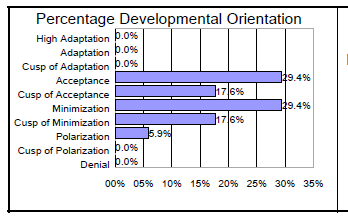 Percentage Developmental Orientation
High Adaptation 0.0%
Adaptation 0.0%
Cusp of Adaptation 0.0%
Acceptance 29.4%
Cusp of Acceptance 17.6%
Minimization 29.4%
Cusp of Minimization 17.6%
Polarization 5.9%
Cusp of Polarization 0.0%
Denial 0.0%
00% 05% 10% 15% 20% 25% 30% 35%